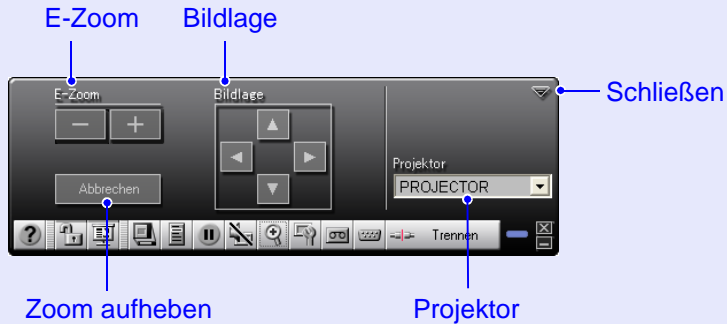 E-Zoom Bildlage
E-Zoom Bildlage
Schließen
− +
Projektor
Abbrechen PROJECTOR
? Trennen
Zoom aufheben Projektor